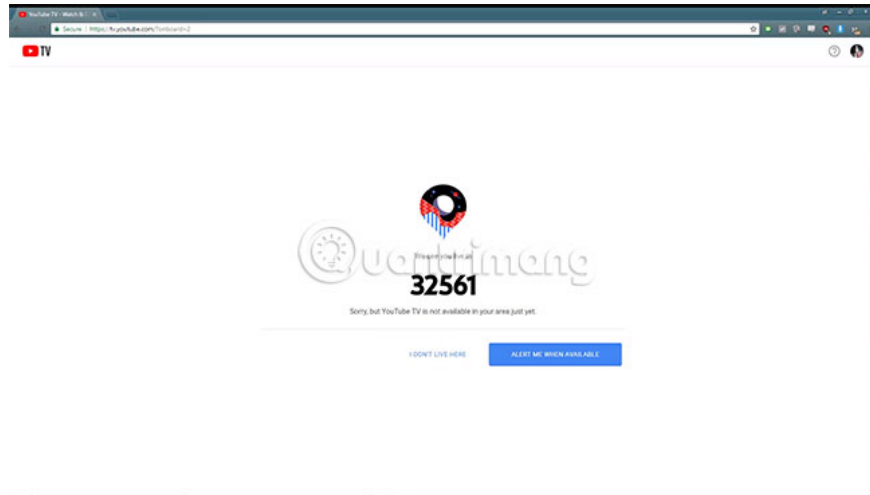 YouTube TV - Watch &
Secure https://tv.youtube.com/?onboard=2
TV
Quantrimang
32561
Sorry, but YouTube TV is not available in your area just yet.
I DON'T LIVE HERE
ALERT ME WHEN AVAILABLE